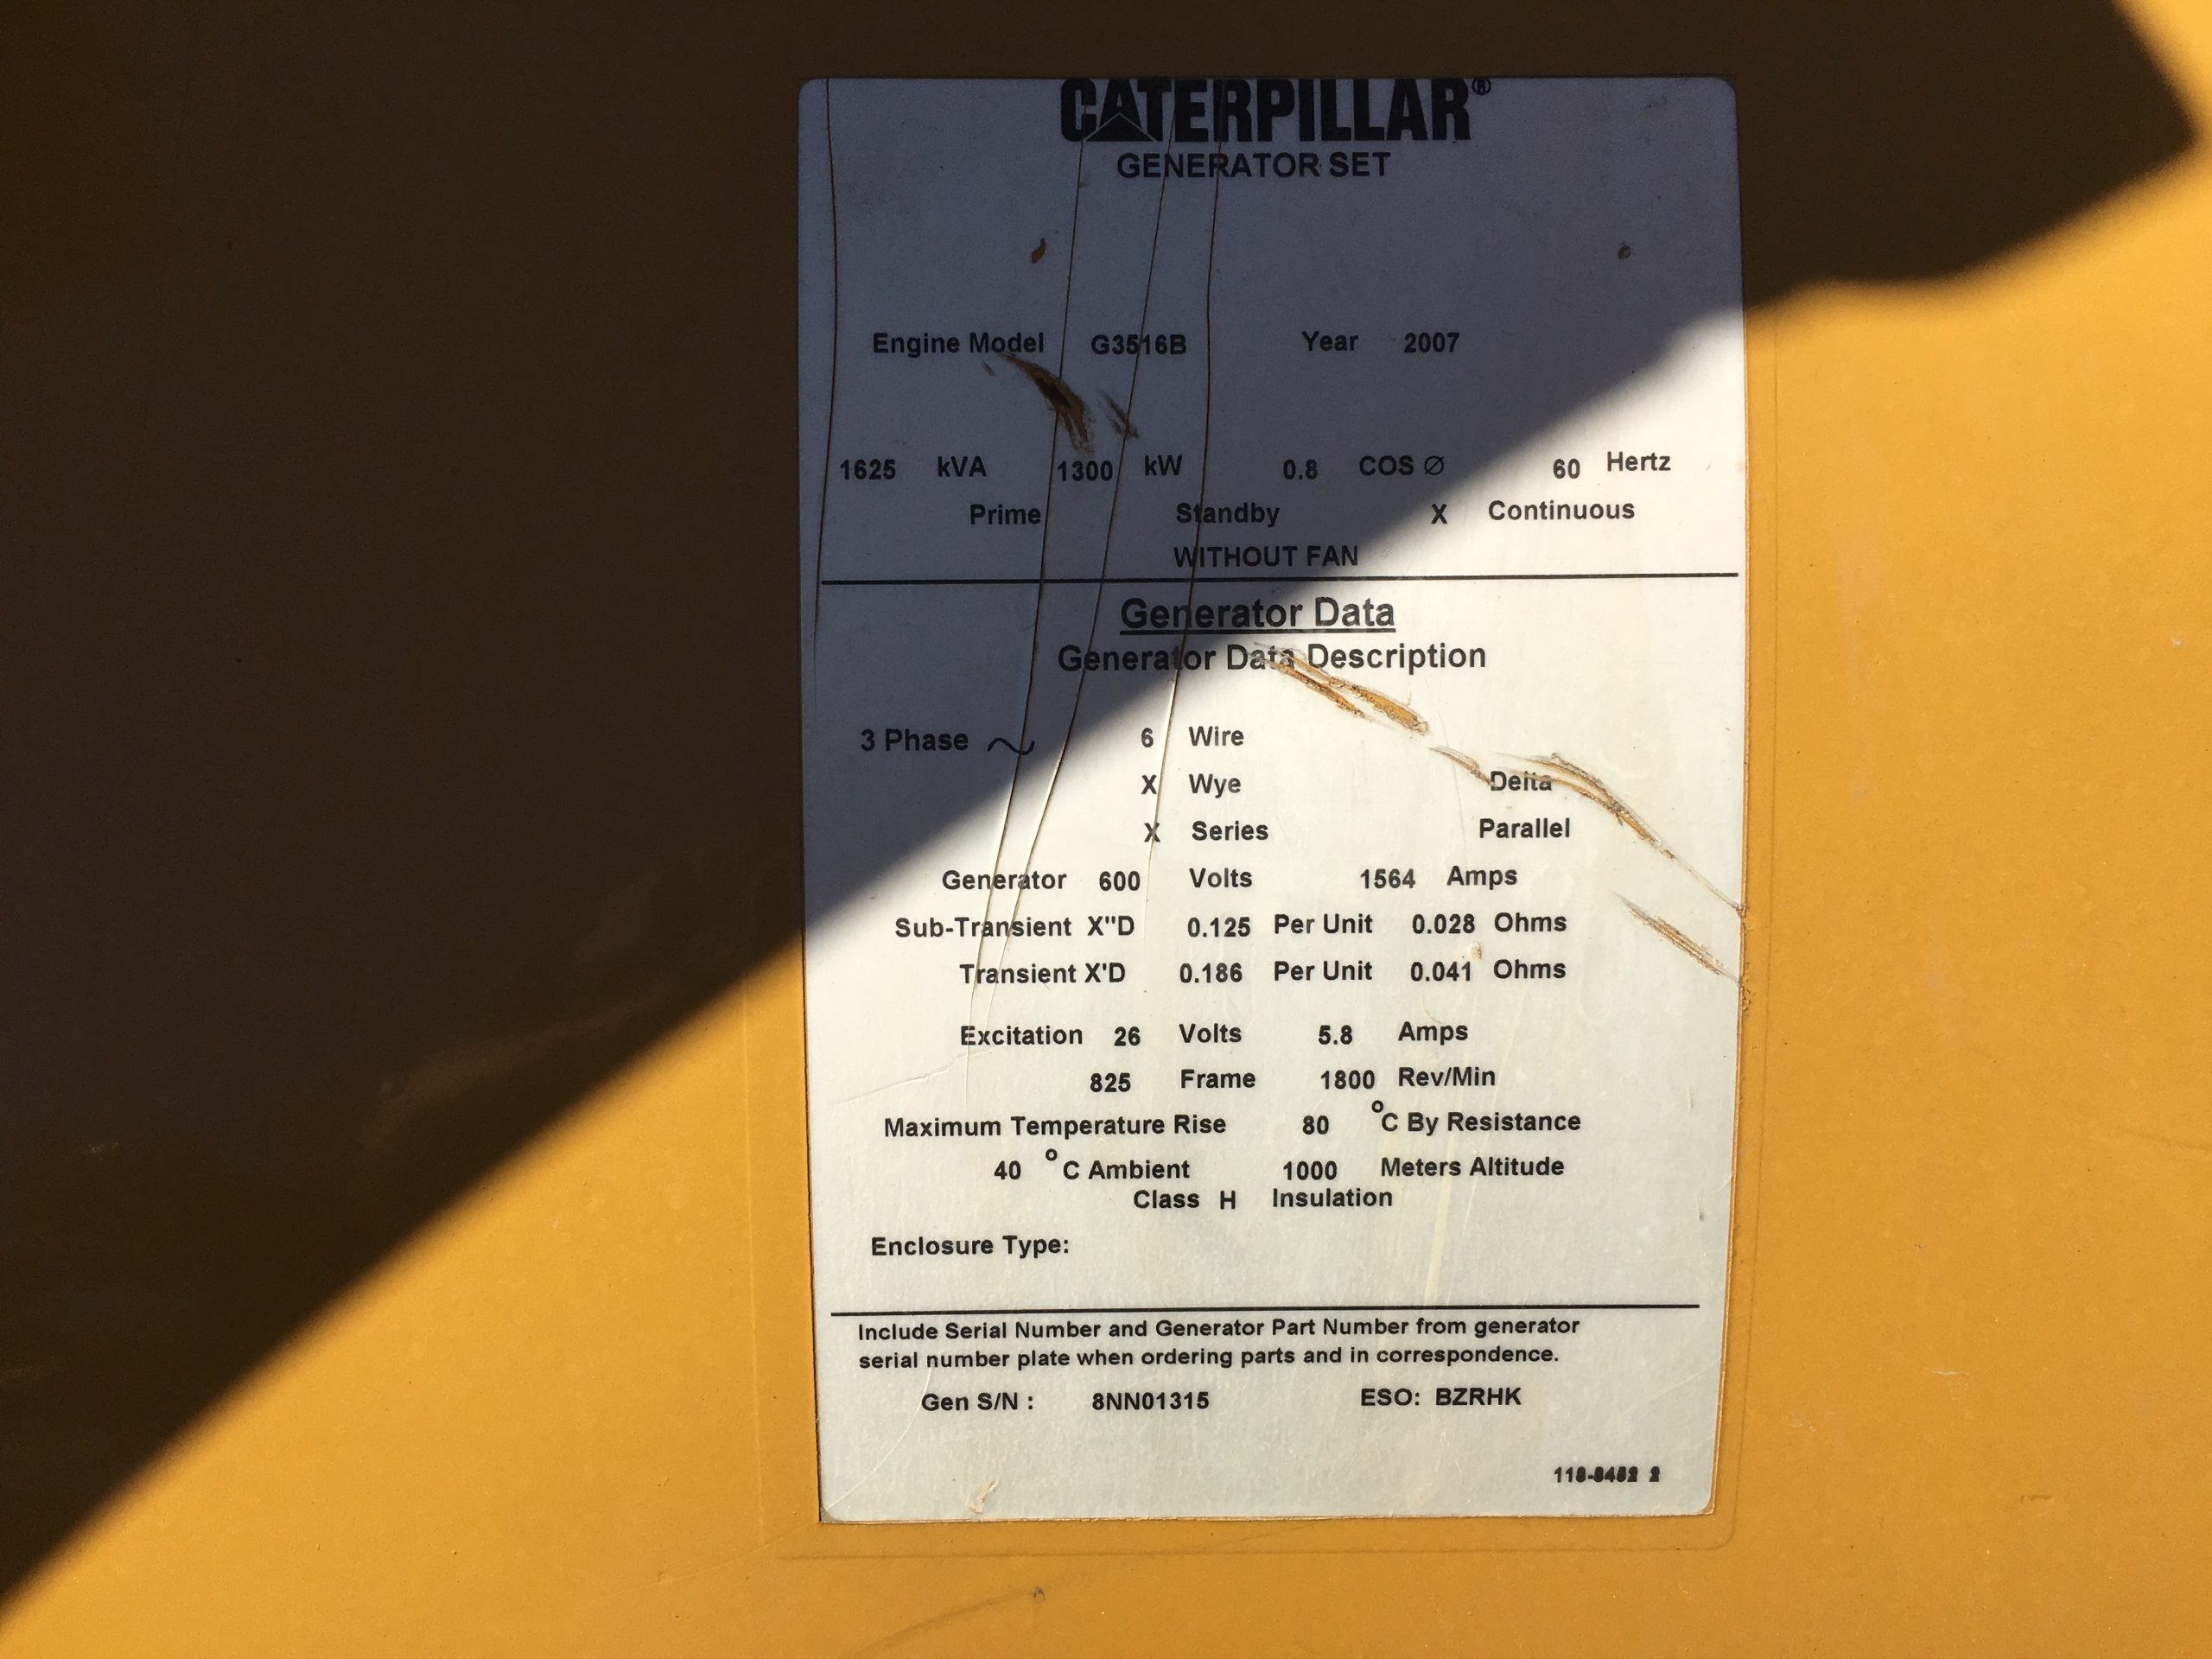 CATERPILLAR®
GENERATOR SET
Engine Model G3516B Year 2007
1625 kVA 1300 kW 0.8 COS Ø 60 Hertz
Prime Standby X Continuous
WITHOUT FAN
Generator Data
Generator Data Description
3 Phase ~ 6 Wire
X Wye Delta
X Series Parallel
Generator 600 Volts 1564 Amps
Sub-Transient X"D 0.125 Per Unit 0.028 Ohms
Transient X'D 0.186 Per Unit 0.041 Ohms
Excitation 26 Volts 5.8 Amps
825 Frame 1800 Rev/Min
Maximum Temperature Rise 80 °C By Resistance
40 °C Ambient 1000 Meters Altitude
Class H Insulation
Enclosure Type:
Include Serial Number and Generator Part Number from generator
serial number plate when ordering parts and in correspondence.
Gen S/N : 8NN01315 ESO: BZRHK